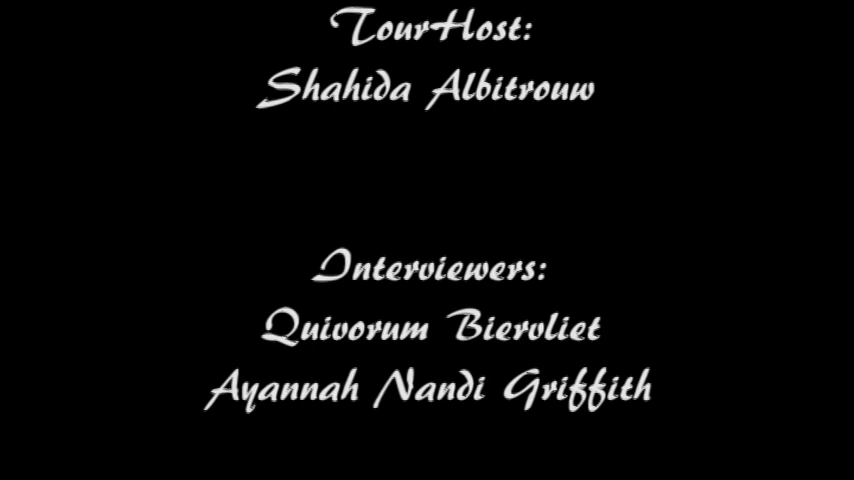 TourHost:
Shahida Albitrouw
Interviewers:
Quivorum Biervliet
Ayannah Nandi Griffith